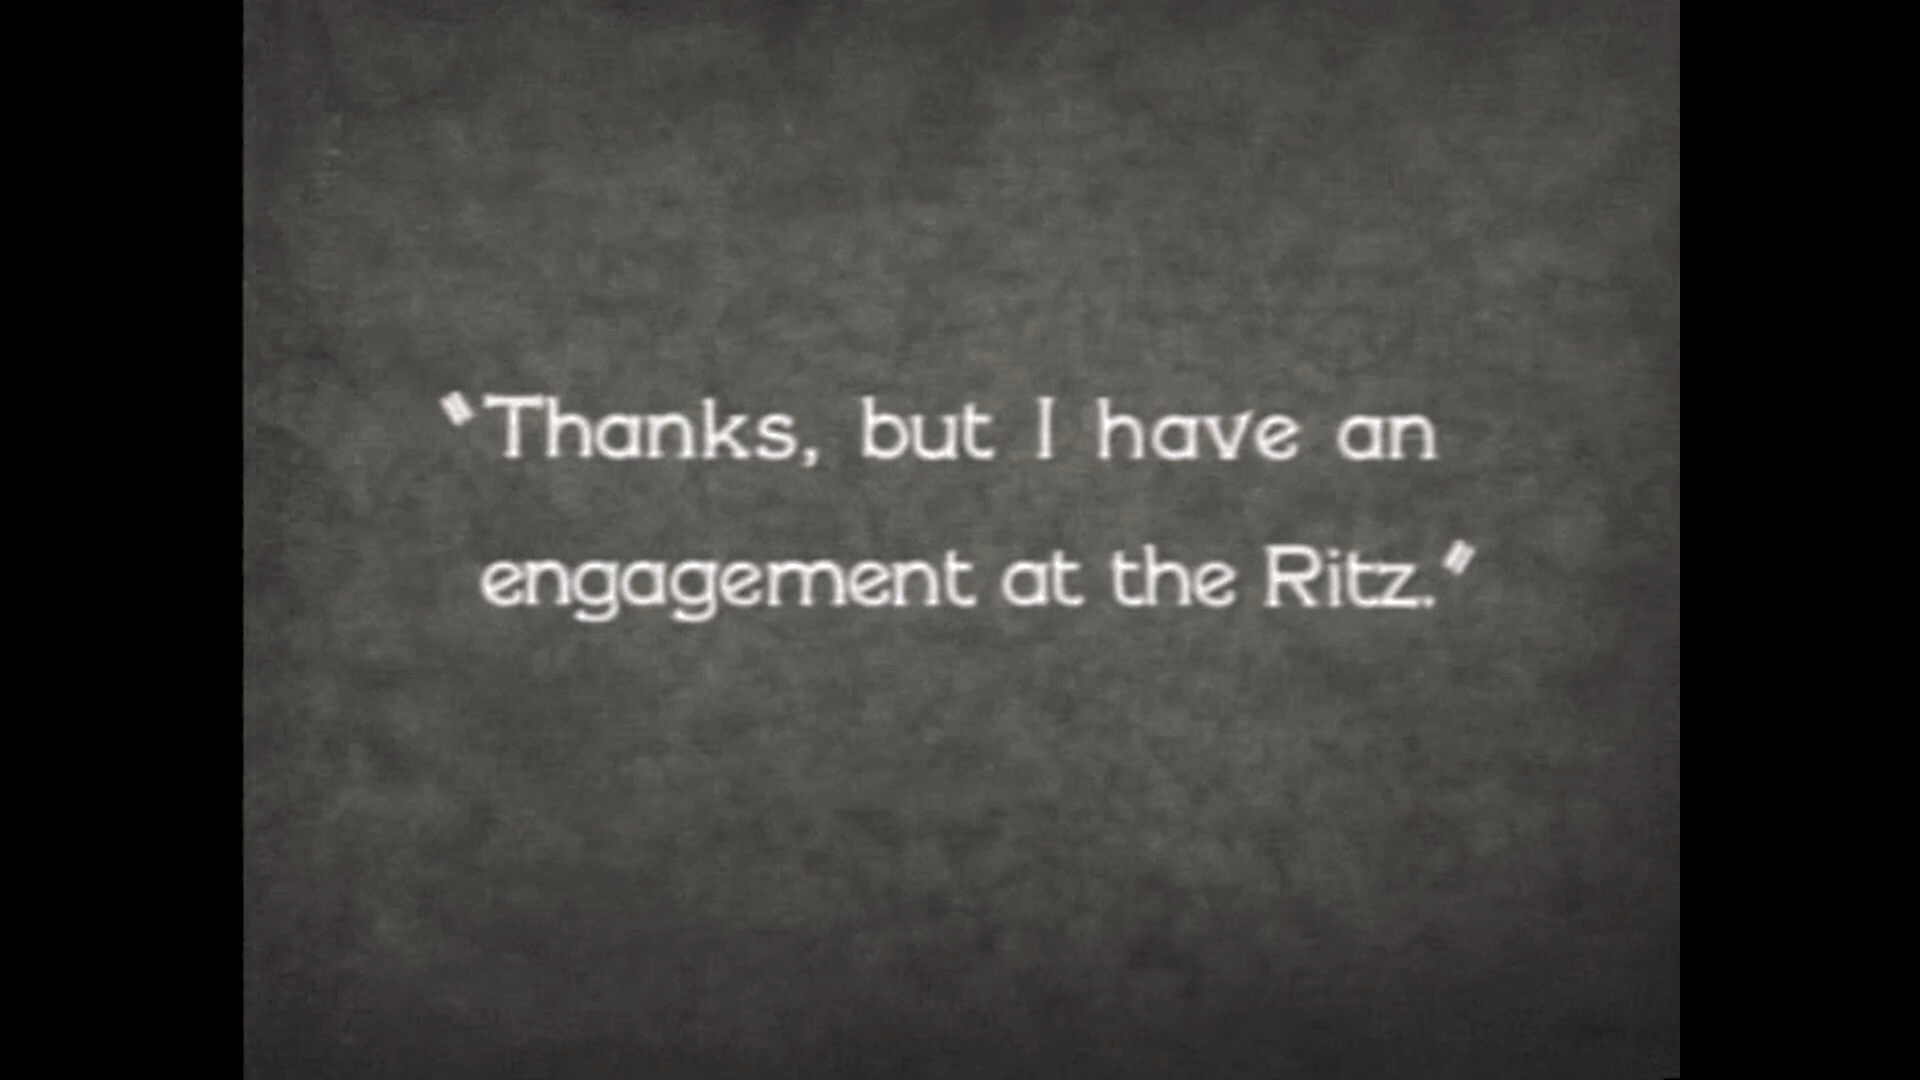 "Thanks, but I have an
engagement at the Ritz."